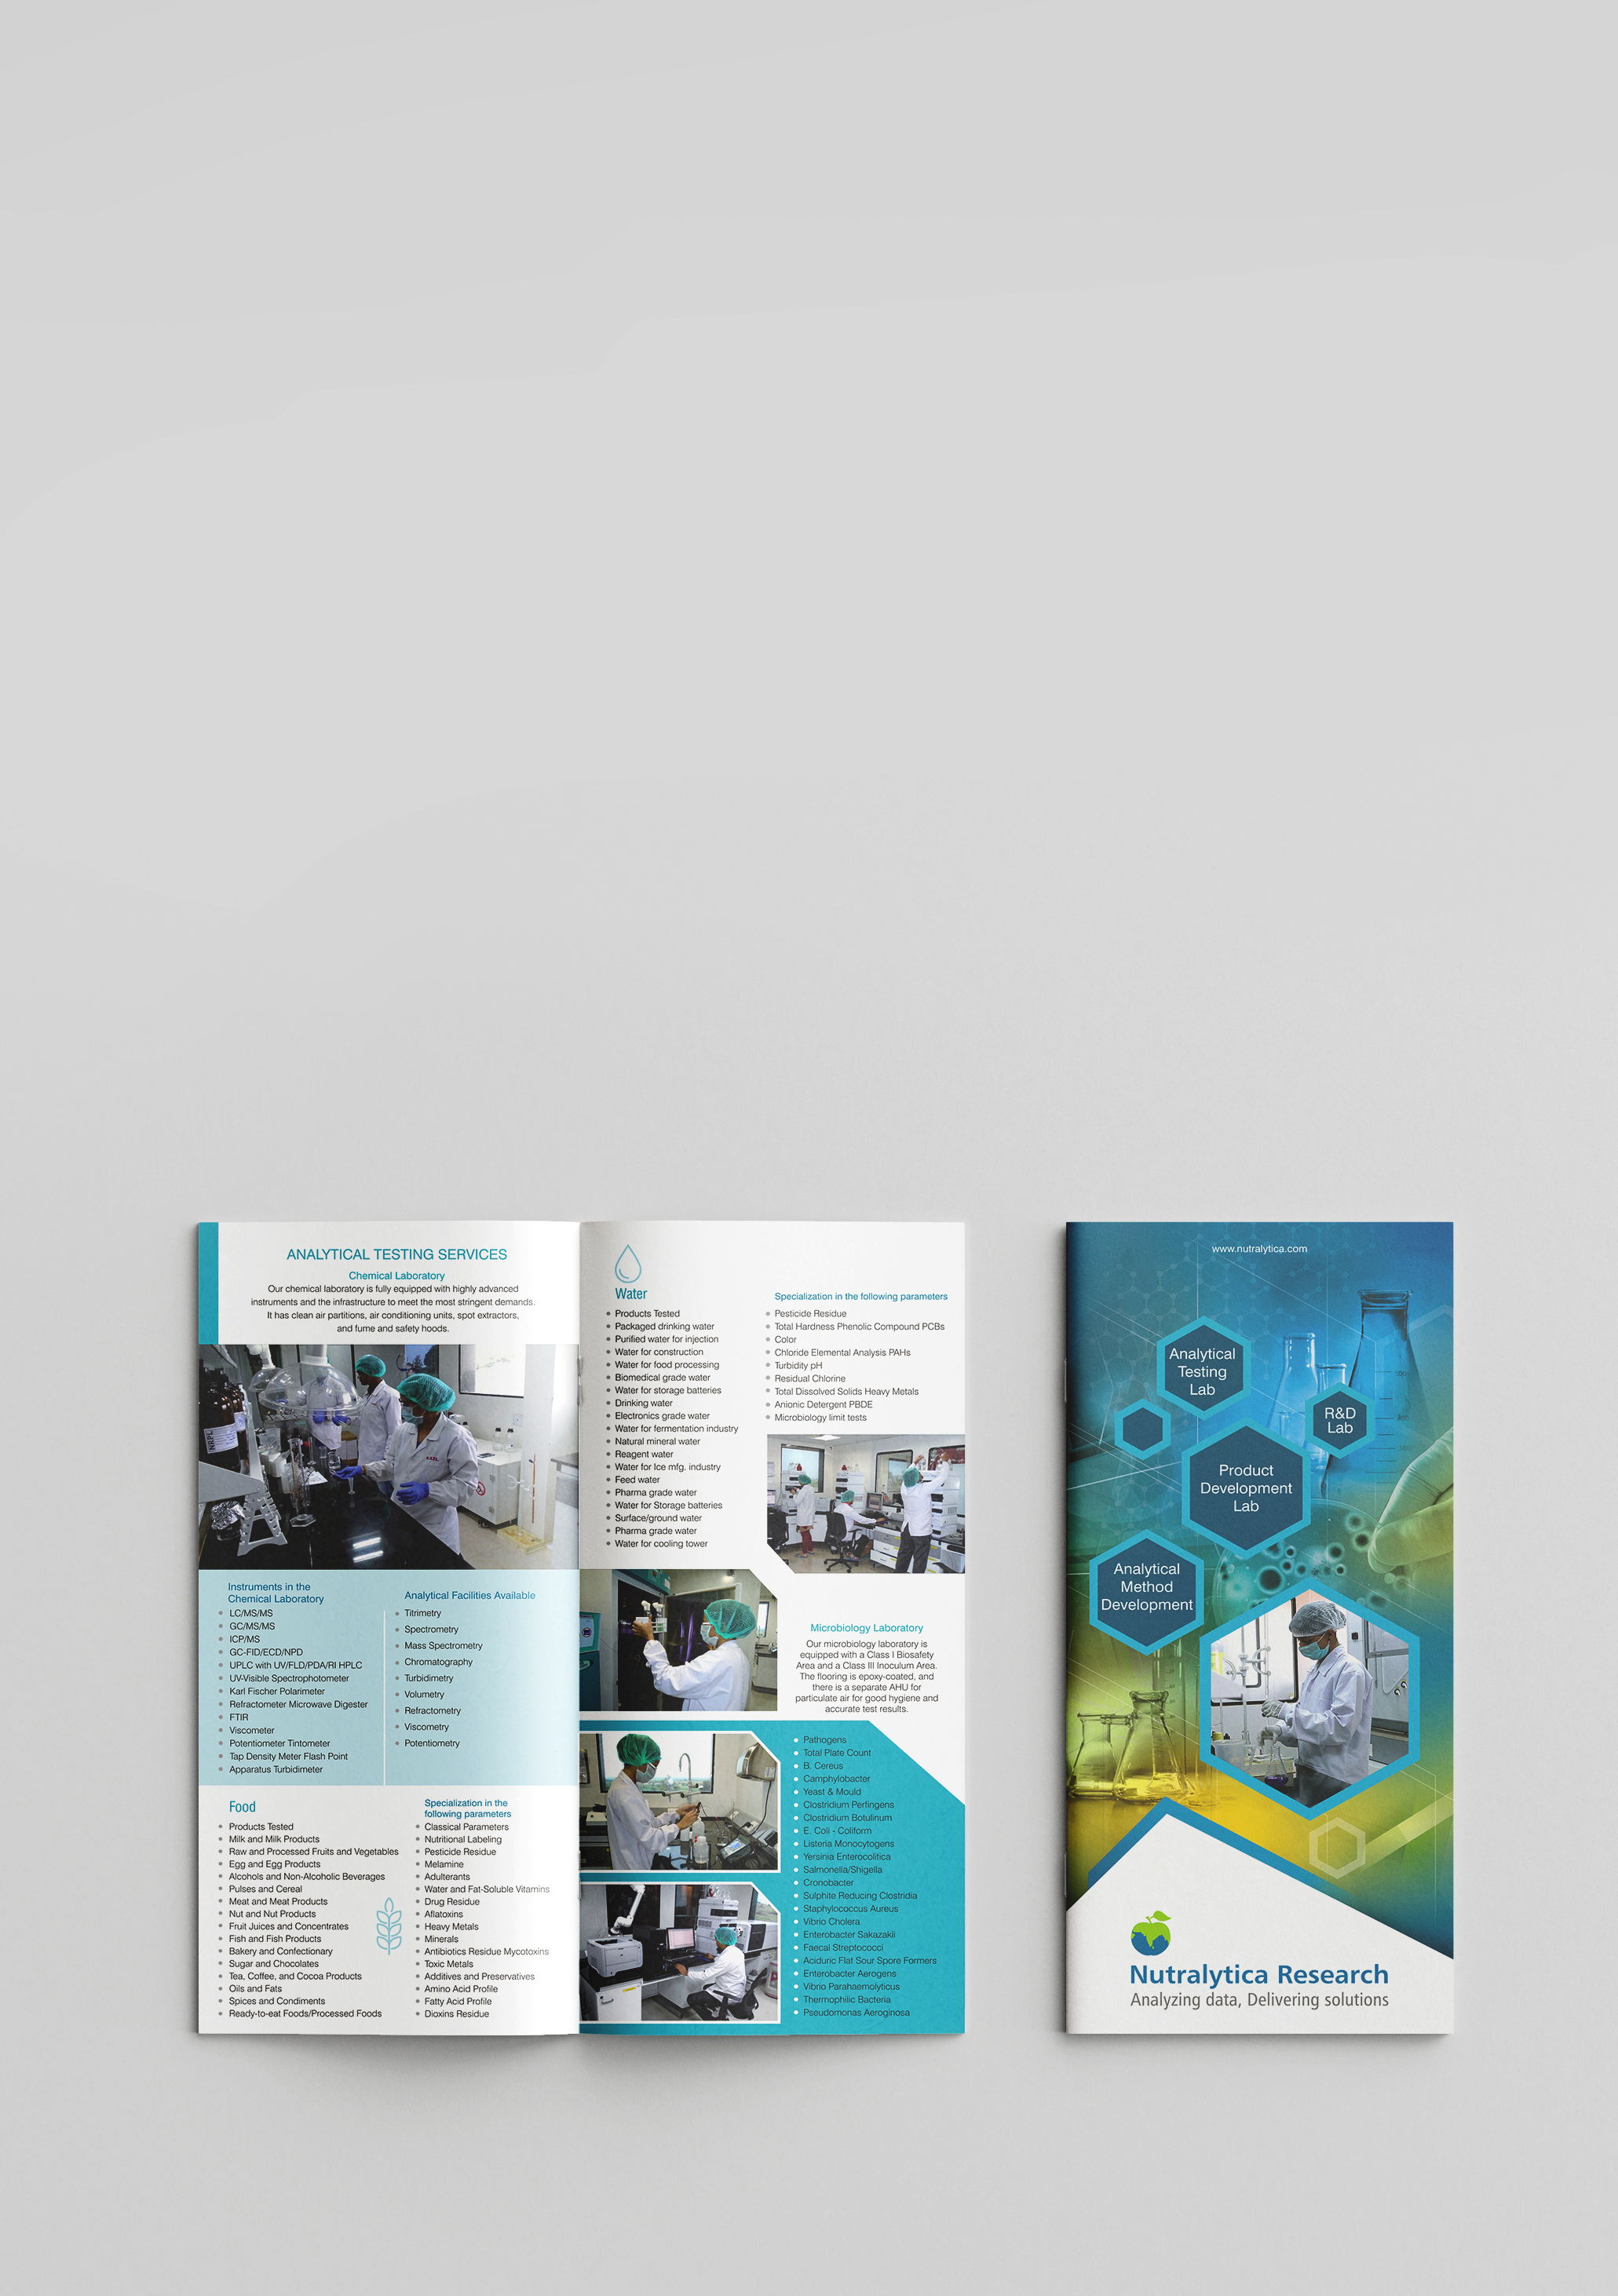 ANALYTICAL TESTING SERVICES
Chemical Laboratory
Our chemical laboratory is fully equipped with highly advanced
instruments and the infrastructure to meet the most stringent demands.
It has clean air partitions, air conditioning units, spot extractors,
and fume and safety hoods.
Instruments in the
Chemical Laboratory
LC/MS/MS
GC/MS/MS
ICP/MS
GC-FID/ECD/NPD
UPLC with UV/FLD/PDA/RI HPLC
UV-Visible Spectrophotometer
Karl Fischer Polarimeter
Refractometer Microwave Digester
FTIR
Viscometer
Potentiometer Tintometer
Tap Density Meter Flash Point
Apparatus Turbidimeter
Analytical Facilities Available
Titrimetry
Spectrometry
Mass Spectrometry
Chromatography
Turbidimetry
Volumetry
Refractometry
Viscometry
Potentiometry
Food
Products Tested
Milk and Milk Products
Raw and Processed Fruits and Vegetables
Egg and Egg Products
Alcohols and Non-Alcoholic Beverages
Pulses and Cereal
Meat and Meat Products
Nut and Nut Products
Fruit Juices and Concentrates
Fish and Fish Products
Bakery and Confectionary
Sugar and Chocolates
Tea, Coffee, and Cocoa Products
Oils and Fats
Spices and Condiments
Ready-to-eat Foods/Processed Foods
Specialization in the
following parameters
Classical Parameters
Nutritional Labeling
Pesticide Residue
Melamine
Adulterants
Water and Fat-Soluble Vitamins
Drug Residue
Aflatoxins
Heavy Metals
Minerals
Antibiotics Residue Mycotoxins
Toxic Metals
Additives and Preservatives
Amino Acid Profile
Fatty Acid Profile
Dioxins Residue
Water
Products Tested
Packaged drinking water
Purified water for injection
Water for construction
Water for food processing
Biomedical grade water
Water for storage batteries
Drinking water
Electronics grade water
Water for fermentation industry
Natural mineral water
Reagent water
Water for Ice mfg. industry
Feed water
Pharma grade water
Water for Storage batteries
Surface/ground water
Pharma grade water
Water for cooling tower
Specialization in the following parameters
Pesticide Residue
Total Hardness Phenolic Compound PCBs
Color
Chloride Elemental Analysis PAHs
Turbidity pH
Residual Chlorine
Total Dissolved Solids Heavy Metals
Anionic Detergent PBDE
Microbiology limit tests
Microbiology Laboratory
Our microbiology laboratory is
equipped with a Class I Biosafety
Area and a Class III Inoculum Area.
The flooring is epoxy-coated, and
there is a separate AHU for
particulate air for good hygiene and
accurate test results.
Pathogens
Total Plate Count
B. Cereus
Camphylobacter
Yeast & Mould
Clostridium Perfingens
Clostridium Botulinum
E. Coli - Coliform
Listeria Monocytogens
Yersinia Enterocolitica
Salmonella/Shigella
Cronobacter
Sulphite Reducing Clostridia
Staphylococcus Aureus
Vibrio Cholera
Enterobacter Sakazakii
Faecal Streptococci
Aciduric Flat Sour Spore Formers
Enterobacter Aerogens
Vibrio Parahaemolyticus
Thermophilic Bacteria
Pseudomonas Aeroginosa
www.nutralytica.com
Analytical
Testing
Lab
R&D
Lab
Product
Development
Lab
Analytical
Method
Development
Nutralytica Research
Analyzing data, Delivering solutions